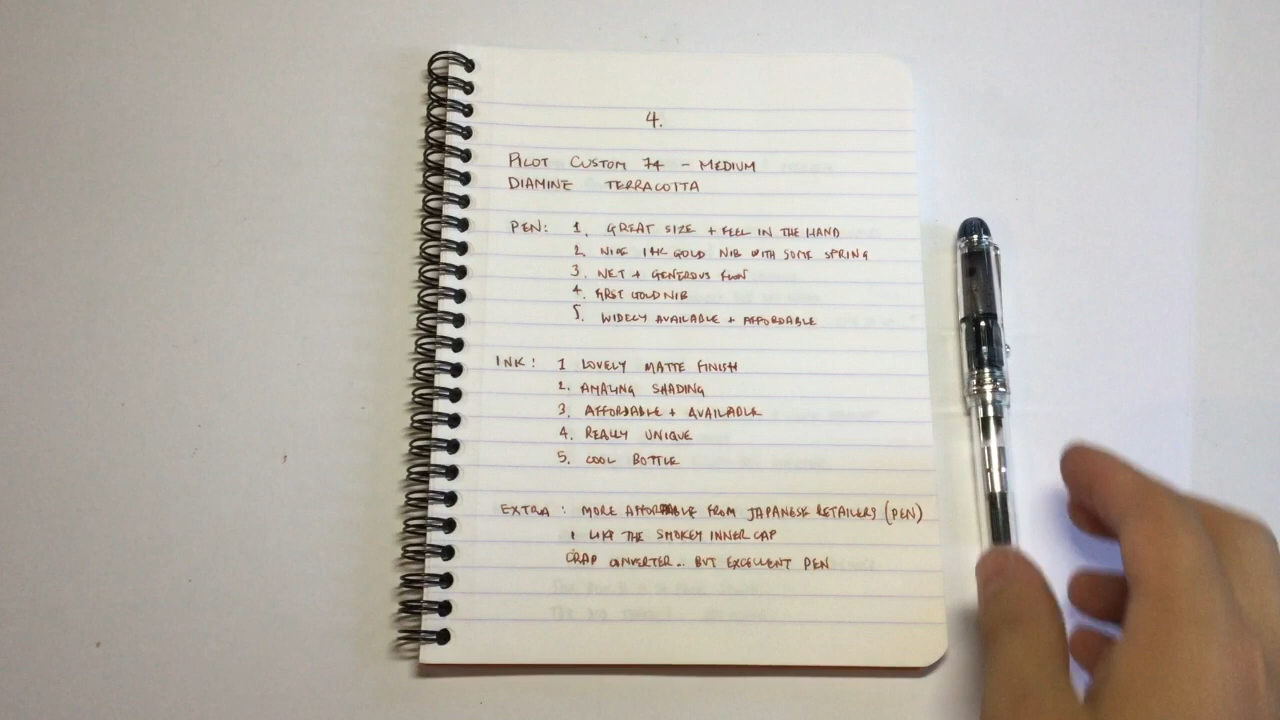 4.
PILOT CUSTOM 74 - MEDIUM
DIAMINE TERRACOTTA
PEN: 1. GREAT SIZE + FEEL IN THE HAND
2. NICE 14K GOLD NIB WITH SOME SPRING
3. WET + GENEROUS FLOW
4. FIRST GOLD NIB
5. WIDELY AVAILABLE + AFFORDABLE
INK: 1 LOVELY MATTE FINISH
2. AMAZING SHADING
3. AFFORDABLE + AVAILABLE
4. REALLY UNIQUE
5. COOL BOTTLE
EXTRA: MORE AFFORDABLE FROM JAPANESE RETAILERS (PEN)
I LIKE THE SMOKEY INNER CAP
CRAP CONVERTER.. BUT EXCELLENT PEN